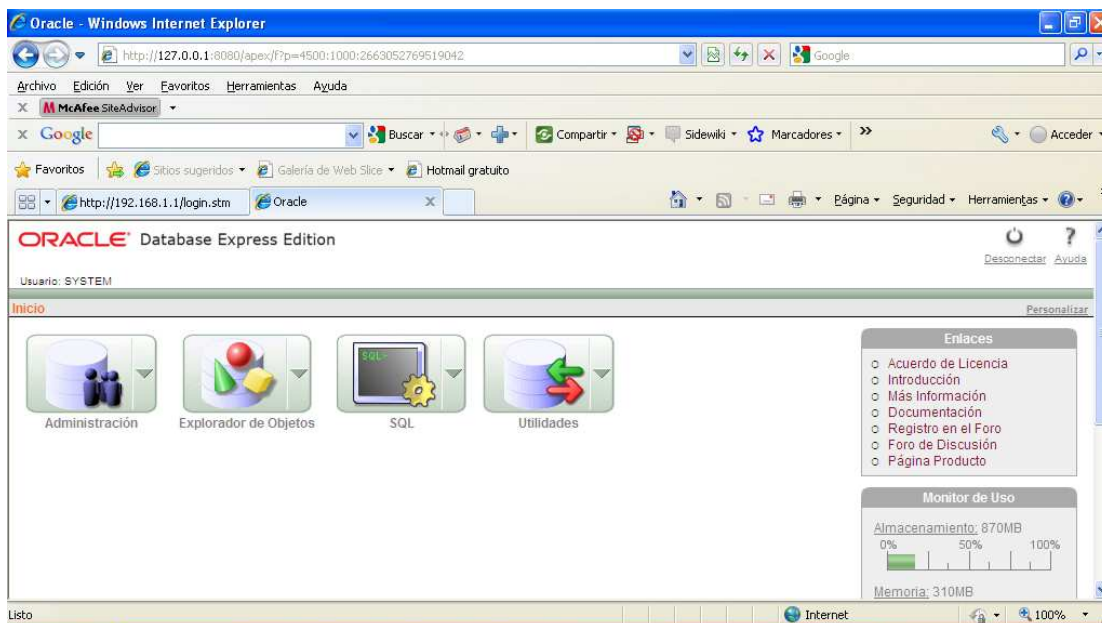 Oracle - Windows Internet Explorer
http://127.0.0.1:8080/apex/f?p=4500:1000:2663052769519042
Google
Archivo Edición Ver Favoritos Herramientas Ayuda
X McAfee SiteAdvisor
x Google Buscar Compartir Sidewiki Marcadores » Acceder
Favoritos Sitios sugeridos Galería de Web Slice Hotmail gratuito
http://192.168.1.1/login.stm Oracle X Página Seguridad Herramientas
ORACLE Database Express Edition
Desconectar Ayuda
Usuario: SYSTEM
Inicio Personalizar
SQL>
Administración Explorador de Objetos SQL Utilidades
Enlaces
Acuerdo de Licencia
Introducción
Más Información
Documentación
Registro en el Foro
Foro de Discusión
Página Producto
Monitor de Uso
Almacenamiento: 870MB
0% 50% 100%
Memoria: 310MB
Listo Internet 100%